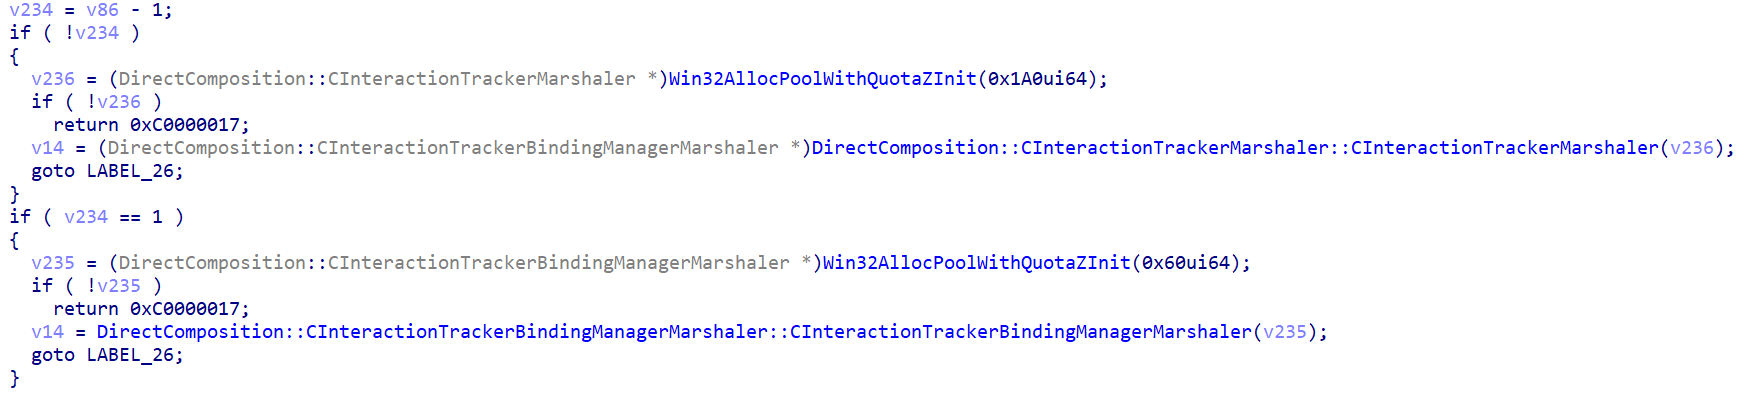 v234 = v86 - 1;
if ( !v234 )
{
  v236 = (DirectComposition::CInteractionTrackerMarshaler *)Win32AllocPoolWithQuotaZInit(0x1A0ui64);
  if ( !v236 )
    return 0xC0000017;
  v14 = (DirectComposition::CInteractionTrackerBindingManagerMarshaler *)DirectComposition::CInteractionTrackerMarshaler::CInteractionTrackerMarshaler(v236);
  goto LABEL_26;
}
if ( v234 == 1 )
{
  v235 = (DirectComposition::CInteractionTrackerBindingManagerMarshaler *)Win32AllocPoolWithQuotaZInit(0x60ui64);
  if ( !v235 )
    return 0xC0000017;
  v14 = DirectComposition::CInteractionTrackerBindingManagerMarshaler::CInteractionTrackerBindingManagerMarshaler(v235);
  goto LABEL_26;
}